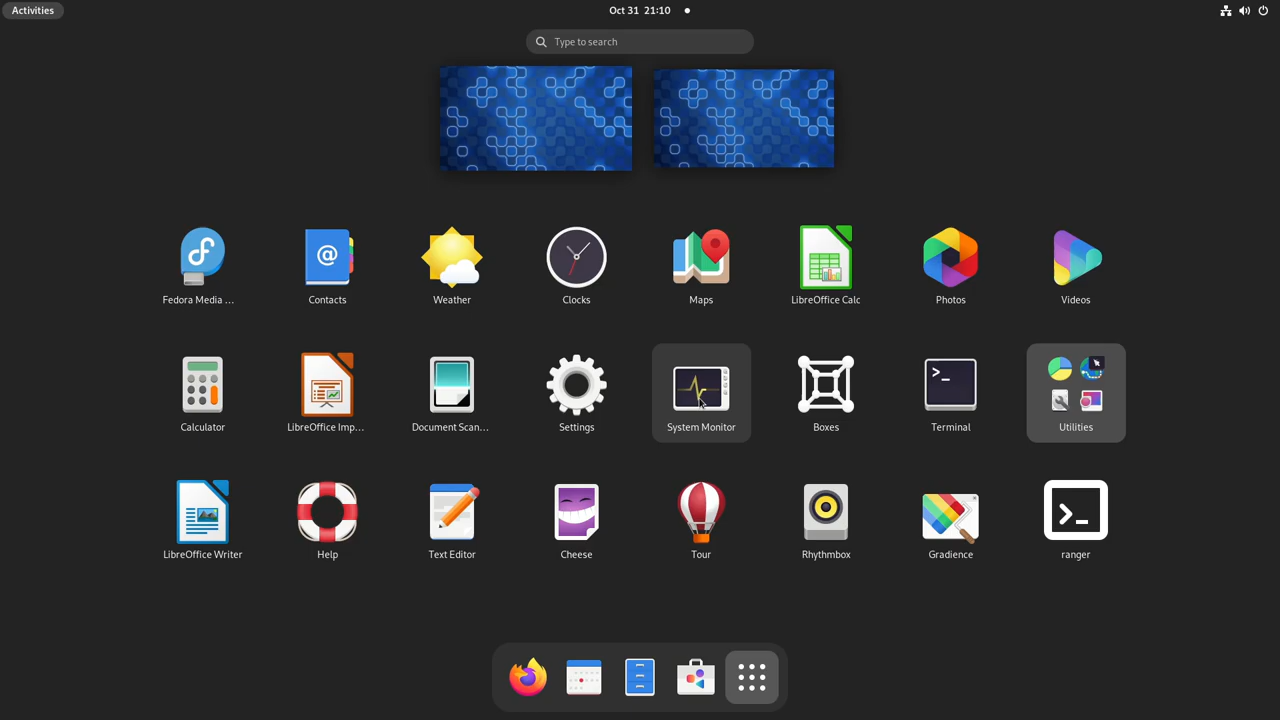 Activities
Oct 31 21:10
Type to search
Fedora Media ...
Contacts
Weather
Clocks
Maps
LibreOffice Calc
Photos
Videos
Calculator
LibreOffice Imp...
Document Scan...
Settings
System Monitor
Boxes
Terminal
Utilities
LibreOffice Writer
Help
Text Editor
Cheese
Tour
Rhythmbox
Gradience
ranger